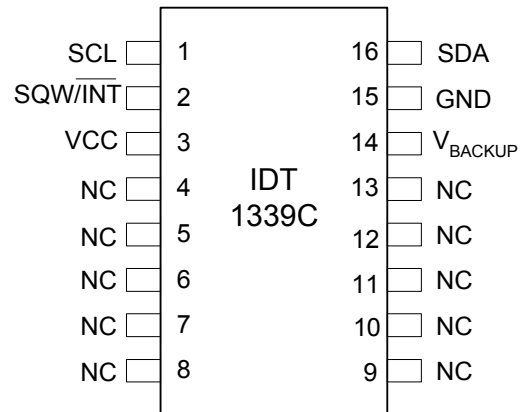 SCL 1 16 SDA
SQW/INT 2 15 GND
VCC 3 14 VBACKUP
NC 4 IDT 13 NC
1339C
NC 5 12 NC
NC 6 11 NC
NC 7 10 NC
NC 8 9 NC